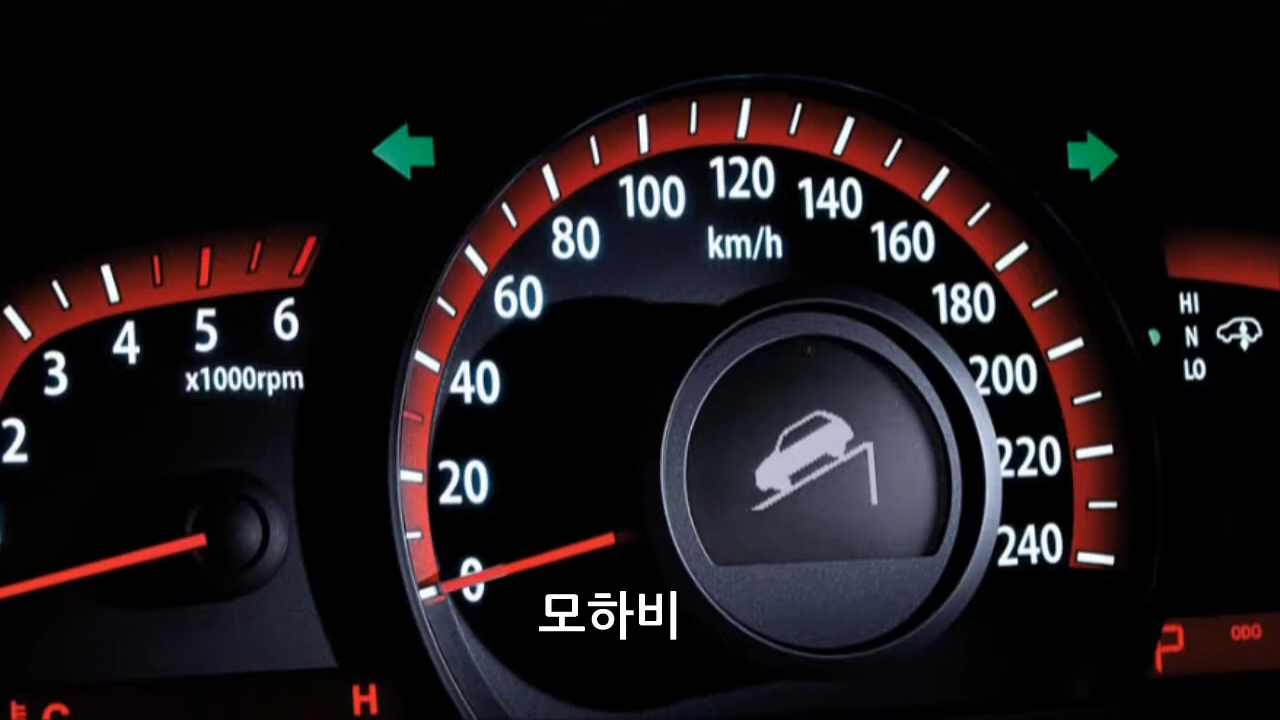 100 120 140
80 km/h 160
60 180
HI
N
LO
2 3 4 5 6
x1000rpm
40 200
20 220
0 240
모하비
P ODO
C H